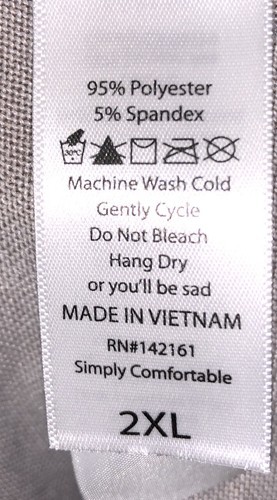 95% Polyester
5% Spandex
30°C
Machine Wash Cold
Gently Cycle
Do Not Bleach
Hang Dry
or you'll be sad
MADE IN VIETNAM
RN#142161
Simply Comfortable
2XL